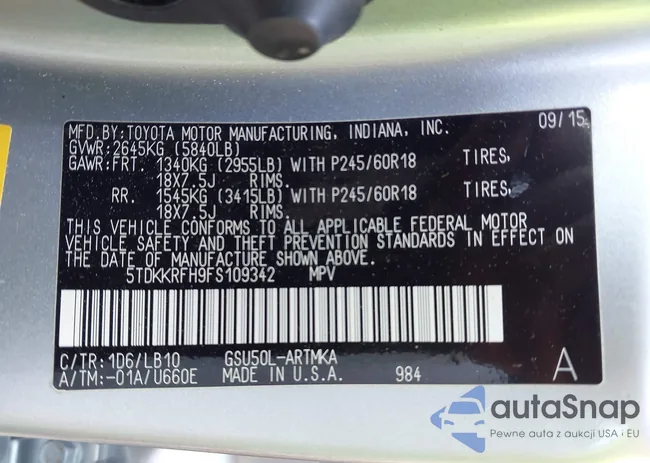 MFD.BY:TOYOTA MOTOR MANUFACTURING, INDIANA, INC. 09/15
GVWR:2645KG (5840LB)
GAWR:FRT. 1340KG (2955LB) WITH P245/60R18 TIRES,
18X7.5J RIMS.
RR. 1545KG (3415LB) WITH P245/60R18 TIRES,
18X7.5J RIMS.
THIS VEHICLE CONFORMS TO ALL APPLICABLE FEDERAL MOTOR
VEHICLE SAFETY AND THEFT PREVENTION STANDARDS IN EFFECT ON
THE DATE OF MANUFACTURE SHOWN ABOVE.
5TDKKRFH9FS109342 MPV
C/TR:1D6/LB10 GSU50L-ARTMKA
A/TM:-01A/U660E MADE IN U.S.A. 984 A
autaSnap
Pewne auta z aukcji USA i EU